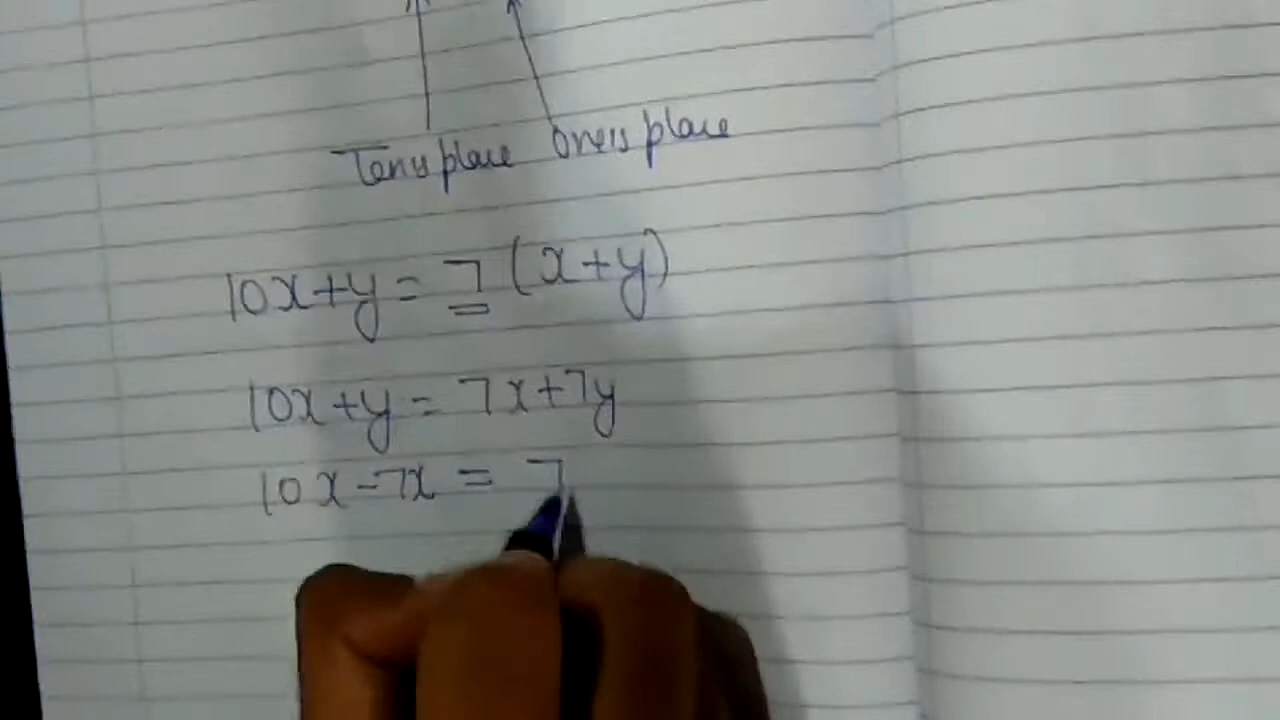 Tens place Ones place
10x+y = 7 (x+y)
10x+y = 7x+7y
10x-7x = 7